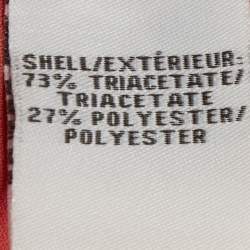 SHELL/EXTÉRIEUR:
73% TRIACETATE/
TRIACETATE
27% POLYESTER/
POLYESTER